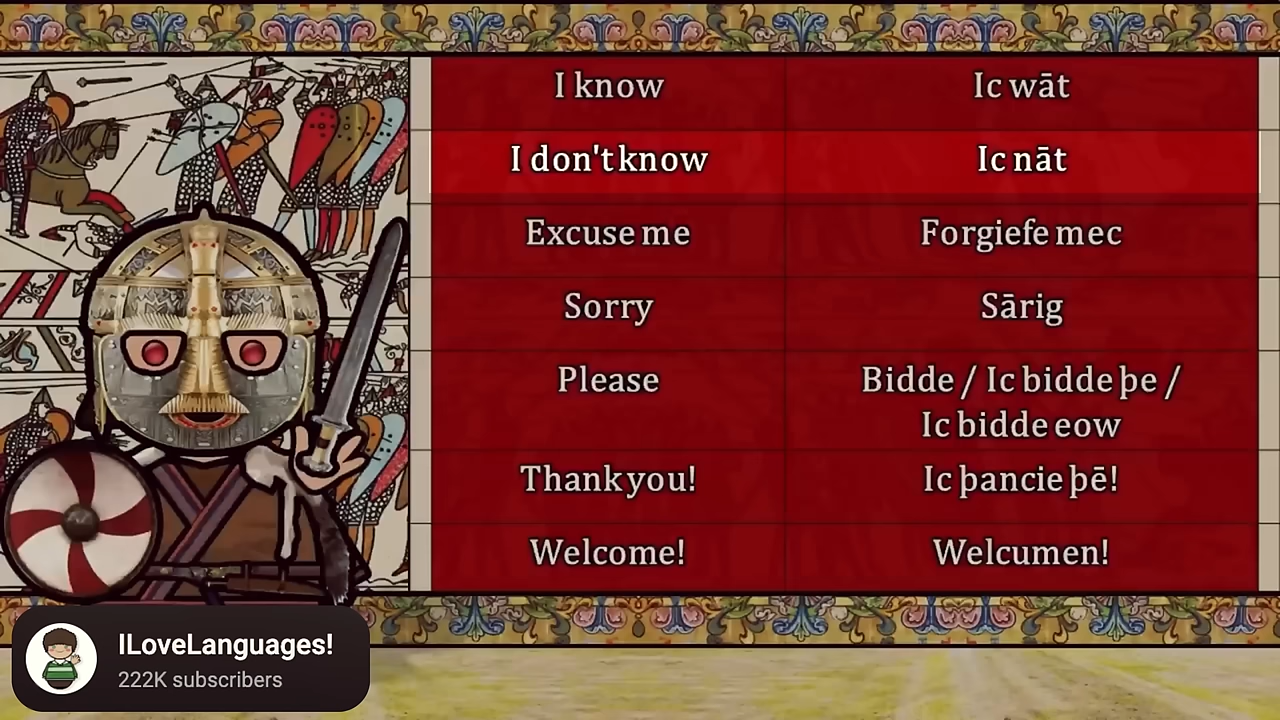 I know Ic wāt
I don't know Ic nāt
Excuse me Forgiefe mec
Sorry Sārig
Please Bidde / Ic bidde þe /
Ic bidde eow
Thank you! Ic þancie þē!
Welcome! Welcumen!
ILoveLanguages!
222K subscribers